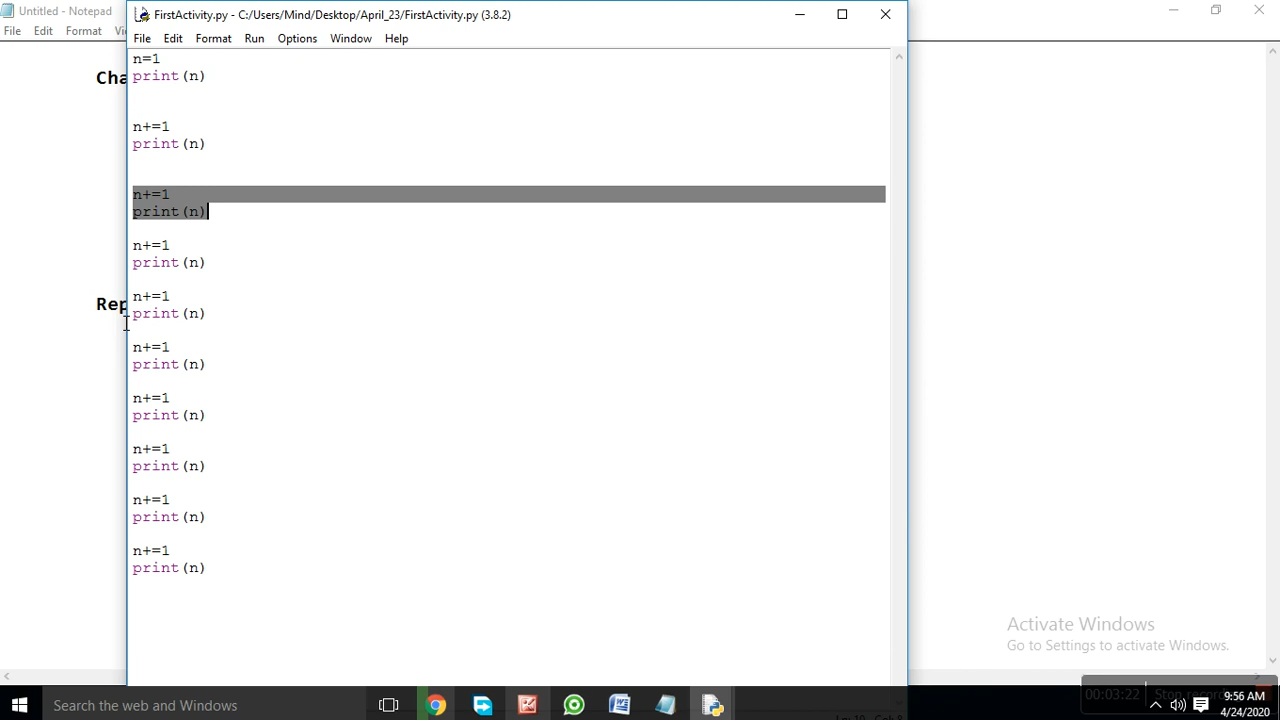 Untitled - Notepad
File Edit Format
FirstActivity.py - C:/Users/Mind/Desktop/April_23/FirstActivity.py (3.8.2)
File Edit Format Run Options Window Help
Cha
Rep
n=1
print(n)
n+=1
print(n)
n+=1
print(n)
n+=1
print(n)
n+=1
print(n)
n+=1
print(n)
n+=1
print(n)
n+=1
print(n)
n+=1
print(n)
n+=1
print(n)
Activate Windows
Go to Settings to activate Windows.
00:03:22
Search the web and Windows
9:56 AM
4/24/2020